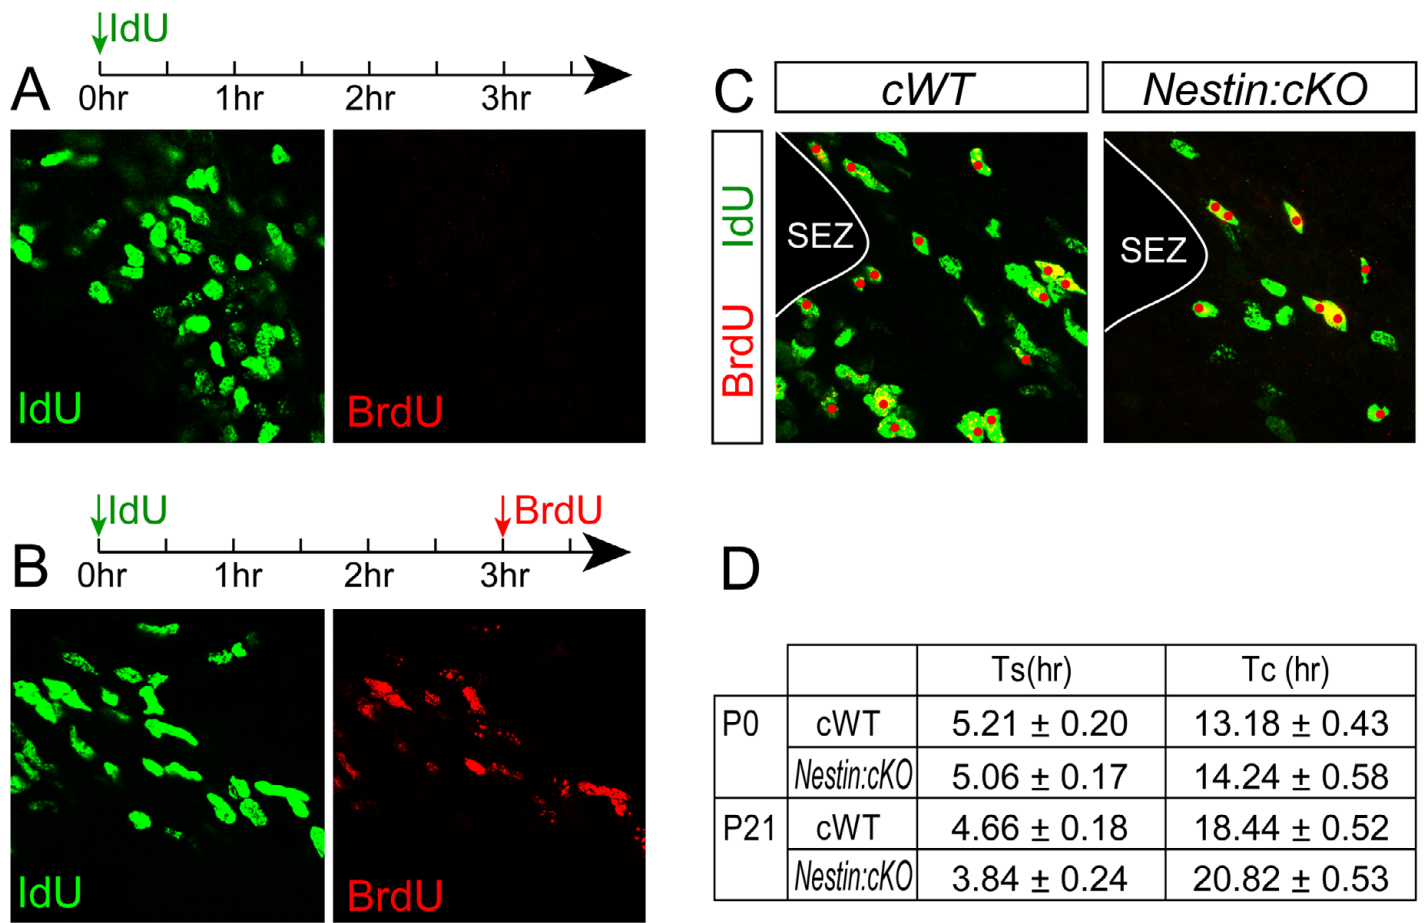 A
↓IdU
0hr 1hr 2hr 3hr
IdU
BrdU
B
↓IdU ↓BrdU
0hr 1hr 2hr 3hr
IdU
BrdU
C
cWT Nestin:cKO
BrdU IdU
SEZ
SEZ
D
Ts(hr) Tc (hr)
P0 cWT 5.21 ± 0.20 13.18 ± 0.43
Nestin:cKO 5.06 ± 0.17 14.24 ± 0.58
P21 cWT 4.66 ± 0.18 18.44 ± 0.52
Nestin:cKO 3.84 ± 0.24 20.82 ± 0.53